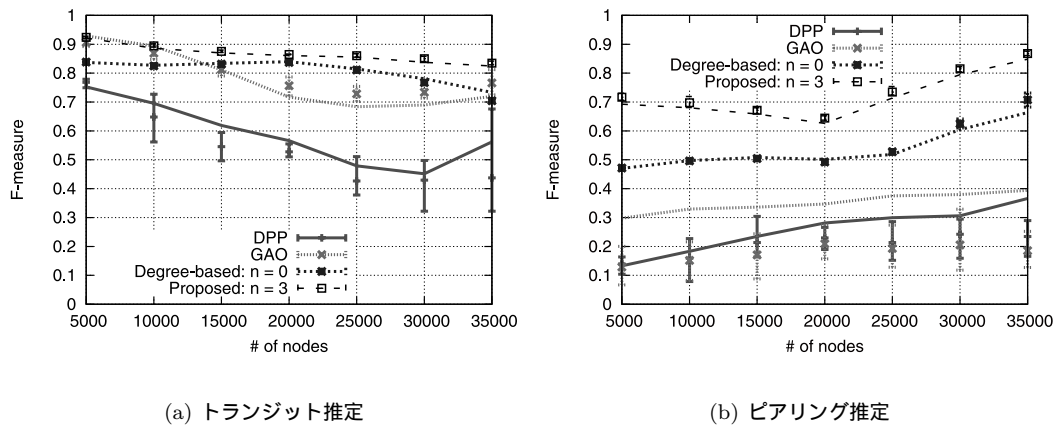 1
0.9
0.8
0.7
0.6
0.5
0.4
0.3
0.2
0.1
0
F-measure
DPP
GAO
Degree-based: n = 0
Proposed: n = 3
5000 10000 15000 20000 25000 30000 35000
# of nodes
(a) トランジット推定
1
0.9
0.8
0.7
0.6
0.5
0.4
0.3
0.2
0.1
0
F-measure
DPP
GAO
Degree-based: n = 0
Proposed: n = 3
5000 10000 15000 20000 25000 30000 35000
# of nodes
(b) ピアリング推定